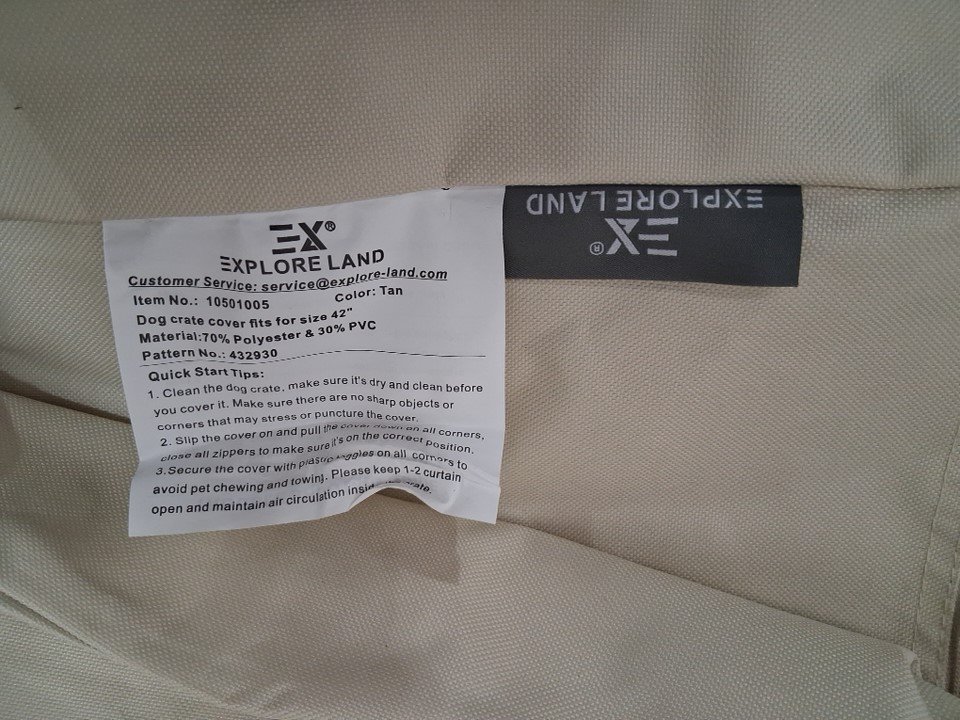 EX®
EXPLORE LAND
Customer Service: service@explore-land.com
Item No.: 10501005 Color: Tan
Dog crate cover fits for size 42"
Material:70% Polyester & 30% PVC
Pattern No.: 432930
Quick Start Tips:
1. Clean the dog crate, make sure it's dry and clean before
you cover it. Make sure there are no sharp objects or
corners that may stress or puncture the cover.
2. Slip the cover on and pull the cover down on all corners,
close all zippers to make sure it's on the correct position.
3.Secure the cover with plastic toggles on all corners to
avoid pet chewing and towing. Please keep 1-2 curtain
open and maintain air circulation inside crate.
EX®
EXPLORE LAND